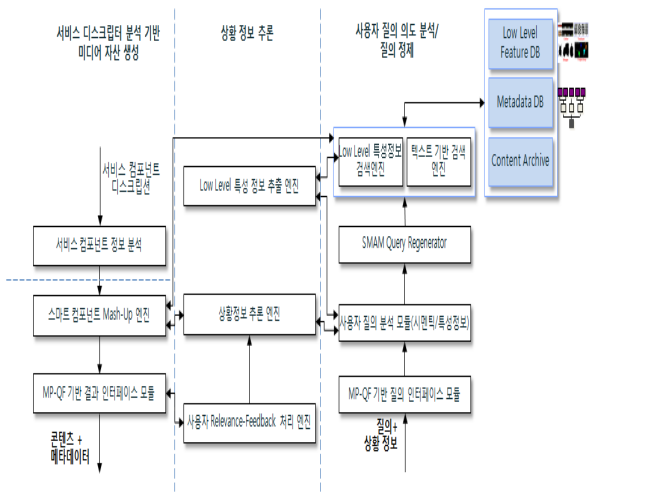 서비스 디스크립터 분석 기반
미디어 자산 생성
상황 정보 추론
사용자 질의 의도 분석/
질의 정제
Low Level
Feature DB
Metadata DB
Content Archive
서비스 컴포넌트
디스크립션
Low Level 특성정보
검색엔진
텍스트 기반 검색
엔진
Low Level 특성 정보 추출 엔진
서비스 컴포넌트 정보 분석
SMAM Query Regenerator
스마트 컴포넌트 Mash-Up 엔진
상황정보 추론 엔진
사용자 질의 분석 모듈(시멘틱/특성정보)
MP-QF 기반 결과 인터페이스 모듈
사용자 Relevance-Feedback 처리 엔진
MP-QF 기반 질의 인터페이스 모듈
콘텐츠 +
메타데이터
질의+
상황 정보